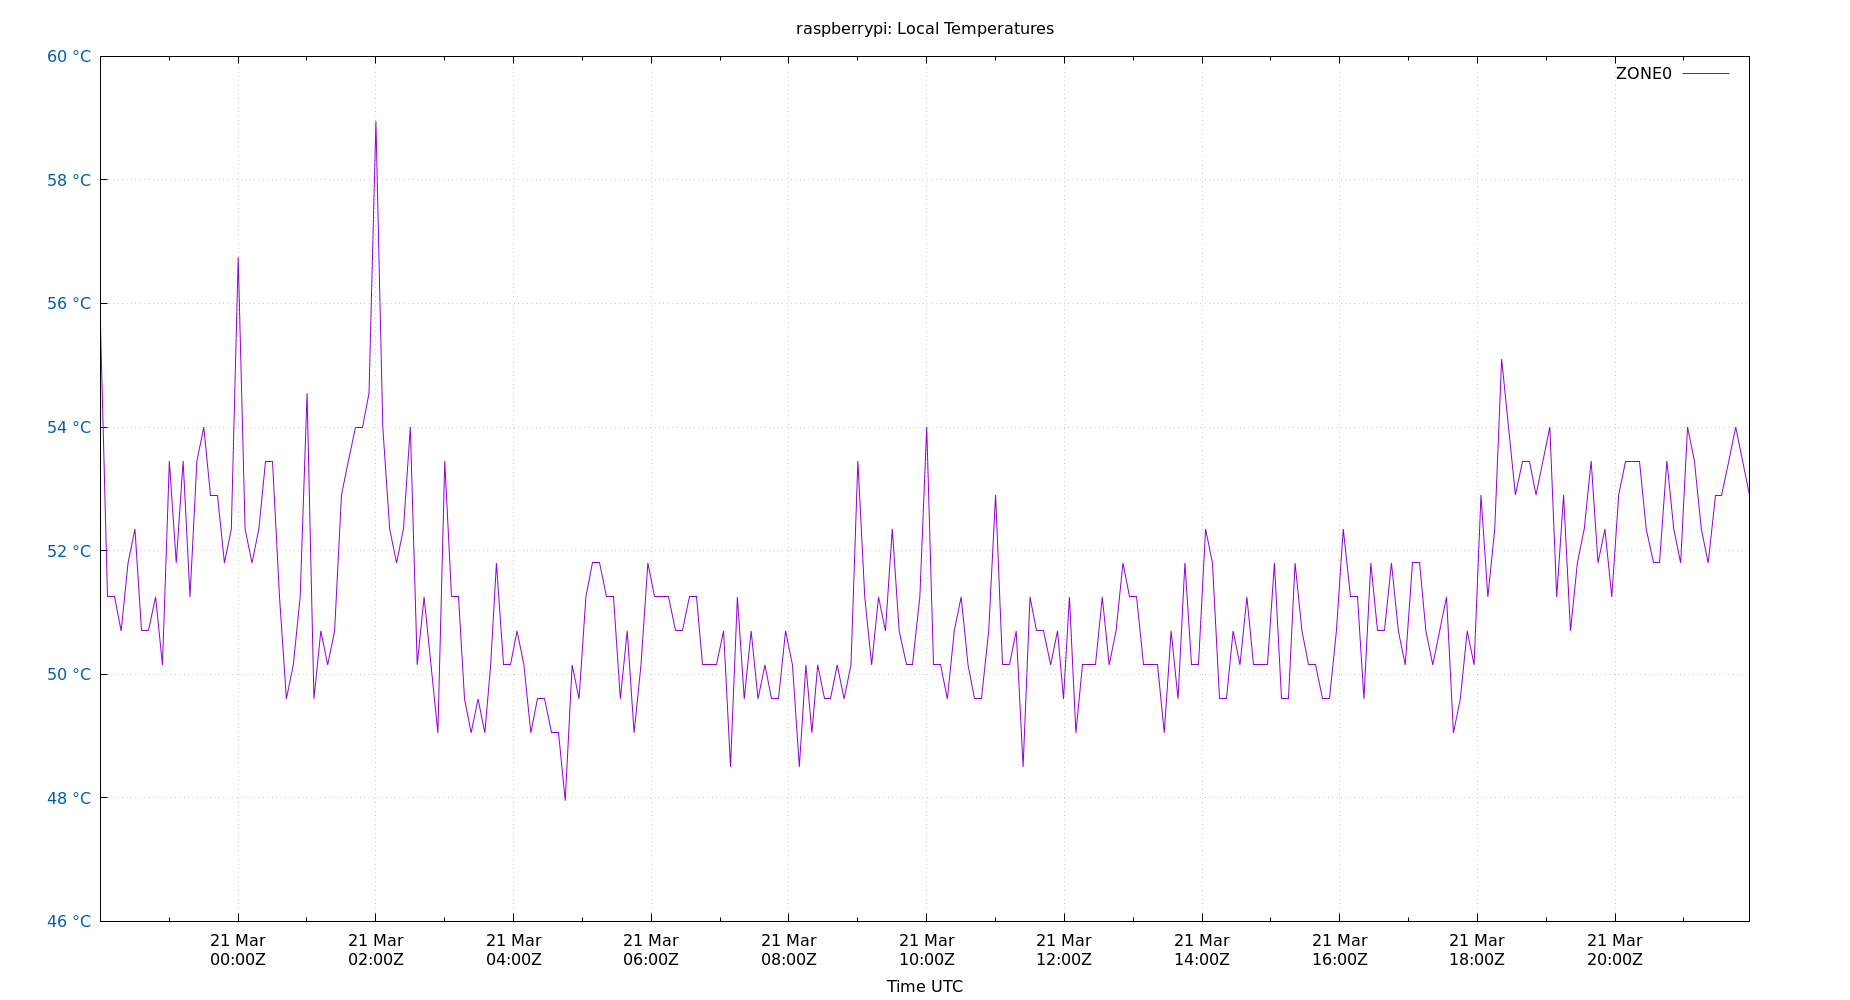 raspberrypi: Local Temperatures
ZONE0
60 °C
58 °C
56 °C
54 °C
52 °C
50 °C
48 °C
46 °C
21 Mar 21 Mar 21 Mar 21 Mar 21 Mar 21 Mar 21 Mar 21 Mar 21 Mar 21 Mar 21 Mar
00:00Z 02:00Z 04:00Z 06:00Z 08:00Z 10:00Z 12:00Z 14:00Z 16:00Z 18:00Z 20:00Z
Time UTC